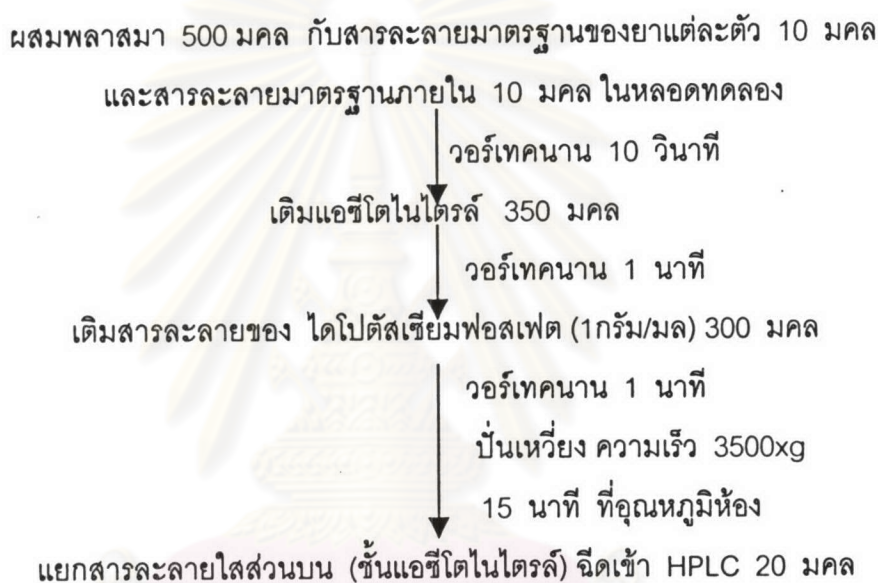 ผสมพลาสมา 500 มคล กับสารละลายมาตรฐานของยาแต่ละตัว 10 มคล
และสารละลายมาตรฐานภายใน 10 มคล ในหลอดทดลอง
วอร์เทคนาน 10 วินาที
เติมแอซีโตไนไตรล์ 350 มคล
วอร์เทคนาน 1 นาที
เติมสารละลายของ ไดโปตัสเซียมฟอสเฟต (1กรัม/มล) 300 มคล
วอร์เทคนาน 1 นาที
ปั่นเหวี่ยง ความเร็ว 3500xg
15 นาที ที่อุณหภูมิห้อง
แยกสารละลายใสส่วนบน (ชั้นแอซีโตไนไตรล์) ฉีดเข้า HPLC 20 มคล